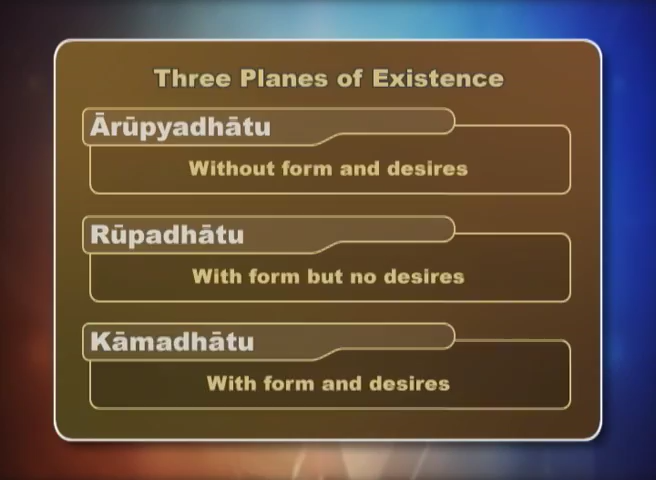 Three Planes of Existence
Ārūpyadhātu
Without form and desires
Rūpadhātu
With form but no desires
Kāmadhātu
With form and desires